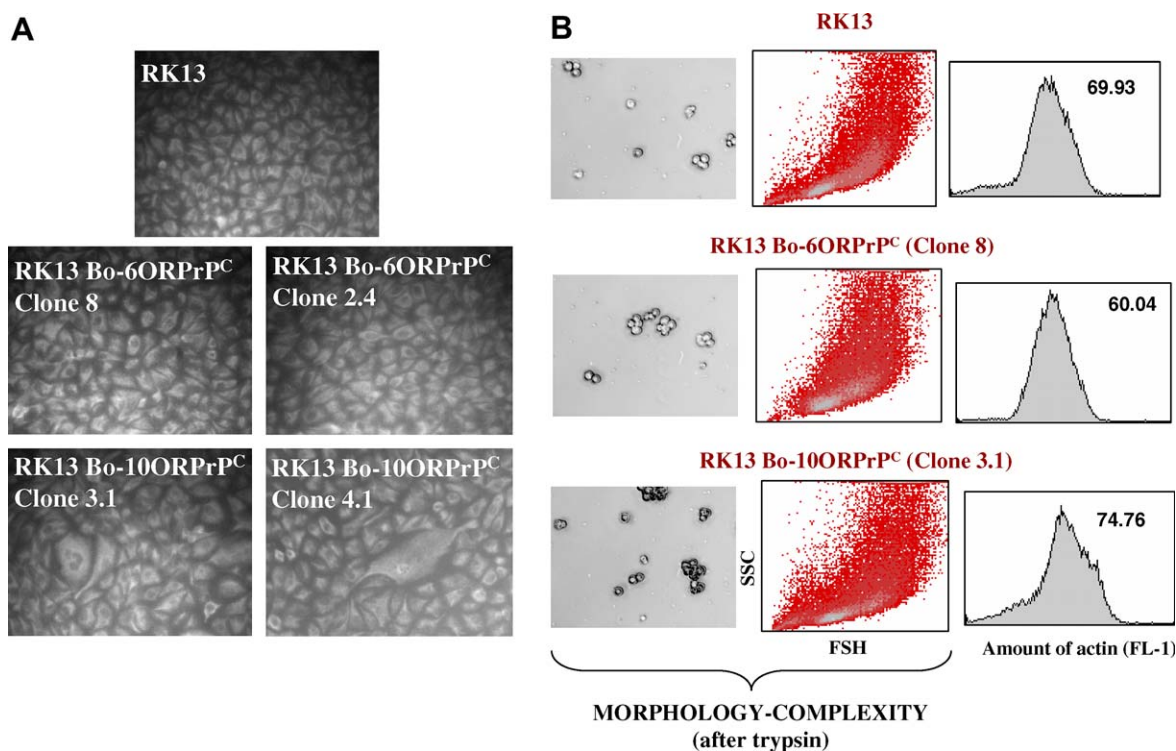 A
RK13
RK13 Bo-6ORPrPᶜ
Clone 8
RK13 Bo-6ORPrPᶜ
Clone 2.4
RK13 Bo-10ORPrPᶜ
Clone 3.1
RK13 Bo-10ORPrPᶜ
Clone 4.1
B
RK13
69.93
RK13 Bo-6ORPrPᶜ (Clone 8)
60.04
RK13 Bo-10ORPrPᶜ (Clone 3.1)
74.76
SSC
FSH
Amount of actin (FL-1)
MORPHOLOGY-COMPLEXITY
(after trypsin)